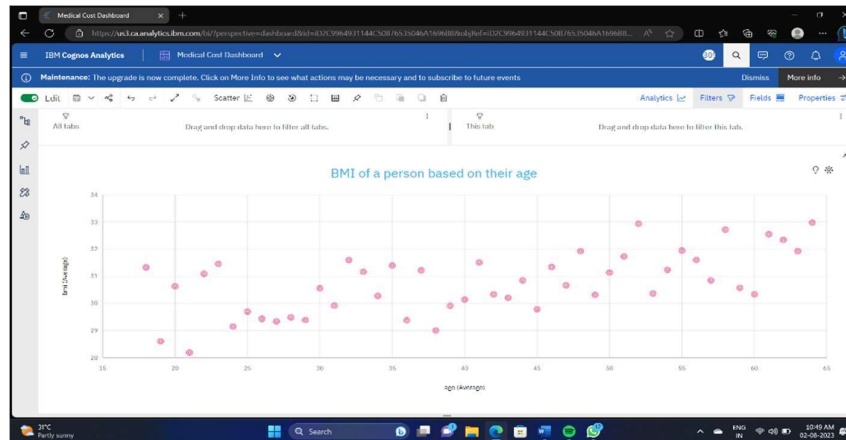 Medical Cost Dashboard
IBM Cognos Analytics
Medical Cost Dashboard
Maintenance: The upgrade is now complete. Click on More Info to see what actions may be necessary and to subscribe to future events
Dismiss
More info
Edit
Scatter
Analytics
Filters
Fields
Properties
All tabs
Drag and drop data here to filter all tabs.
This tab
Drag and drop data here to filter this tab.
BMI of a person based on their age
bmi (Average)
34
33
32
31
30
29
28
15 20 25 30 35 40 45 50 55 60 65
age (Average)
31°C
Partly sunny
Search
ENG
IN
10:49 AM
02-08-2023